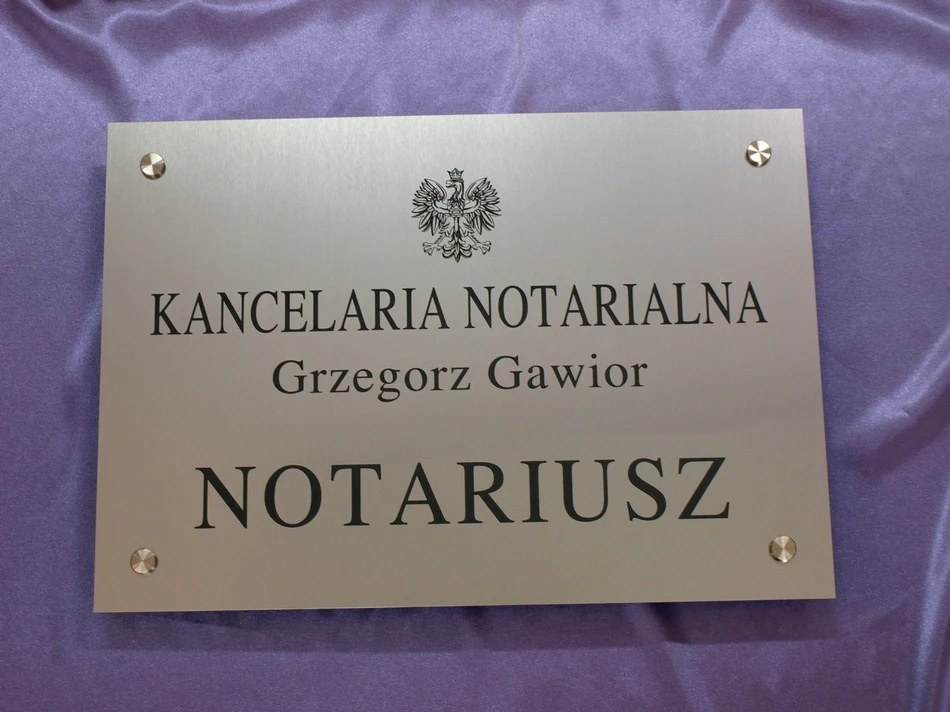 KANCELARIA NOTARIALNA
Grzegorz Gawior
NOTARIUSZ